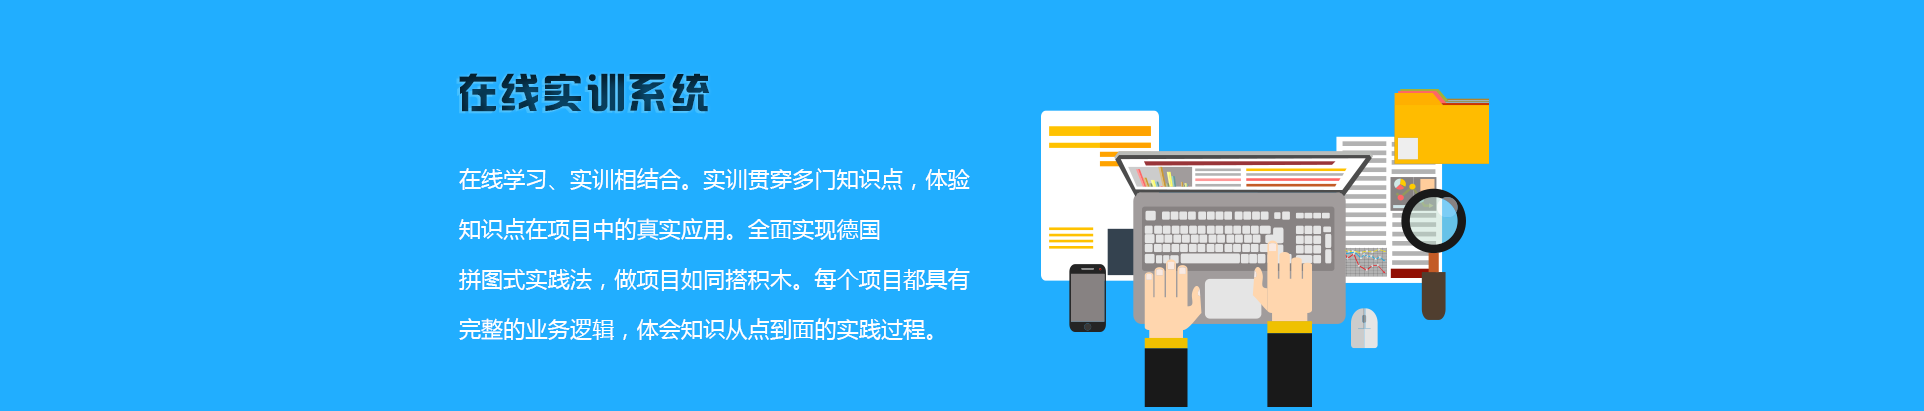 在线实训系统
在线学习、实训相结合。实训贯穿多门知识点，体验
知识点在项目中的真实应用。全面实现德国
拼图式实践法，做项目如同搭积木。每个项目都具有
完整的业务逻辑，体会知识从点到面的实践过程。